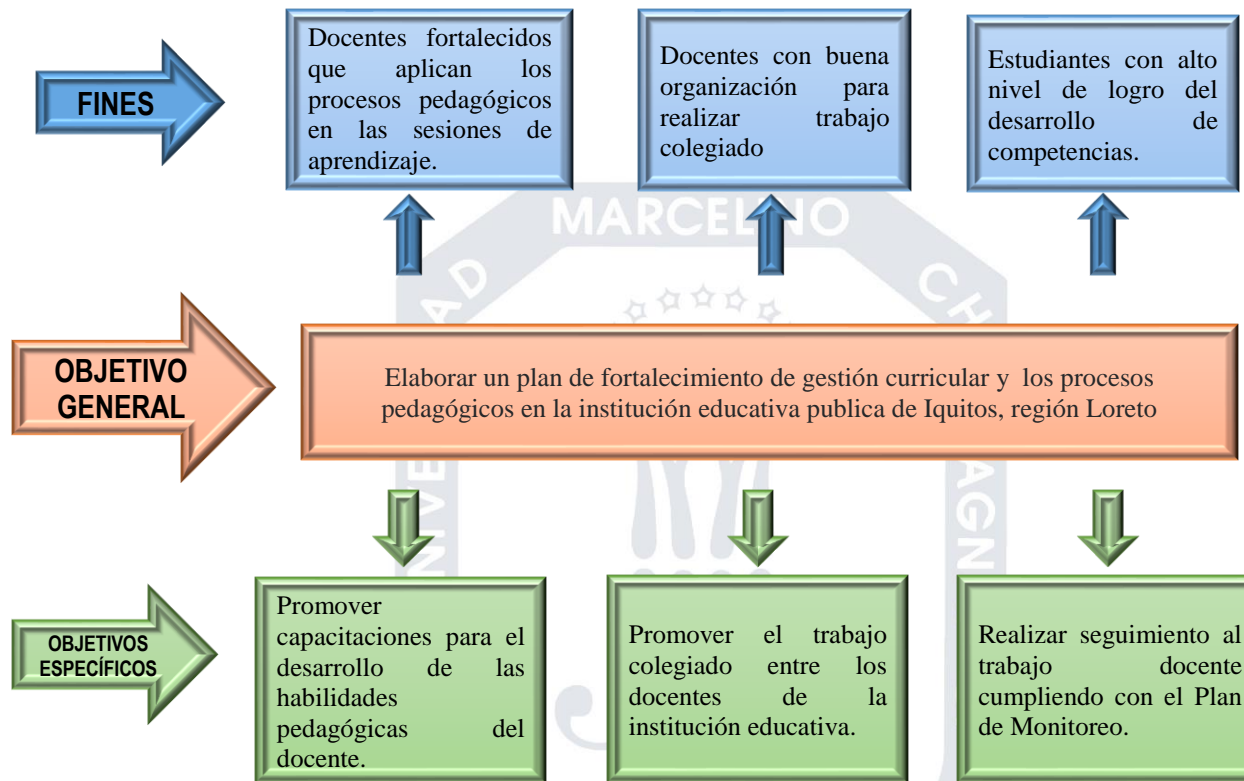 FINES
Docentes fortalecidos
que aplican los
procesos pedagógicos
en las sesiones de
aprendizaje.
Docentes con buena
organización para
realizar trabajo
colegiado
Estudiantes con alto
nivel de logro del
desarrollo de
competencias.
MARCELINO
OBJETIVO
GENERAL
Elaborar un plan de fortalecimiento de gestión curricular y los procesos
pedagógicos en la institución educativa publica de Iquitos, región Loreto
OBJETIVOS
ESPECÍFICOS
Promover
capacitaciones para el
desarrollo de las
habilidades
pedagógicas del
docente.
Promover el trabajo
colegiado entre los
docentes de la
institución educativa.
Realizar seguimiento al
trabajo docente
cumpliendo con el Plan
de Monitoreo.